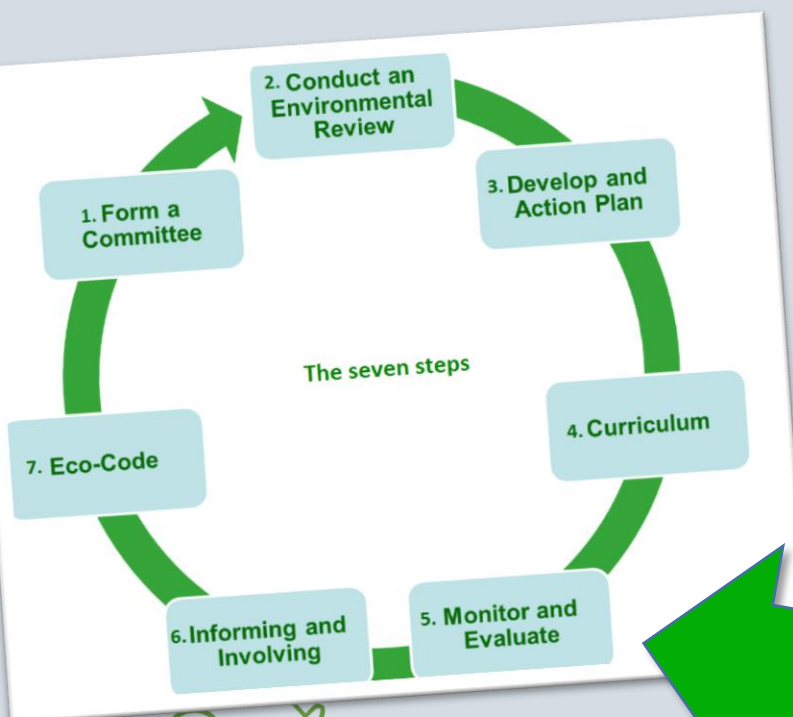 1. Form a
Committee
2. Conduct an
Environmental
Review
3. Develop and
Action Plan
4. Curriculum
5. Monitor and
Evaluate
6. Informing and
Involving
7. Eco-Code
The seven steps